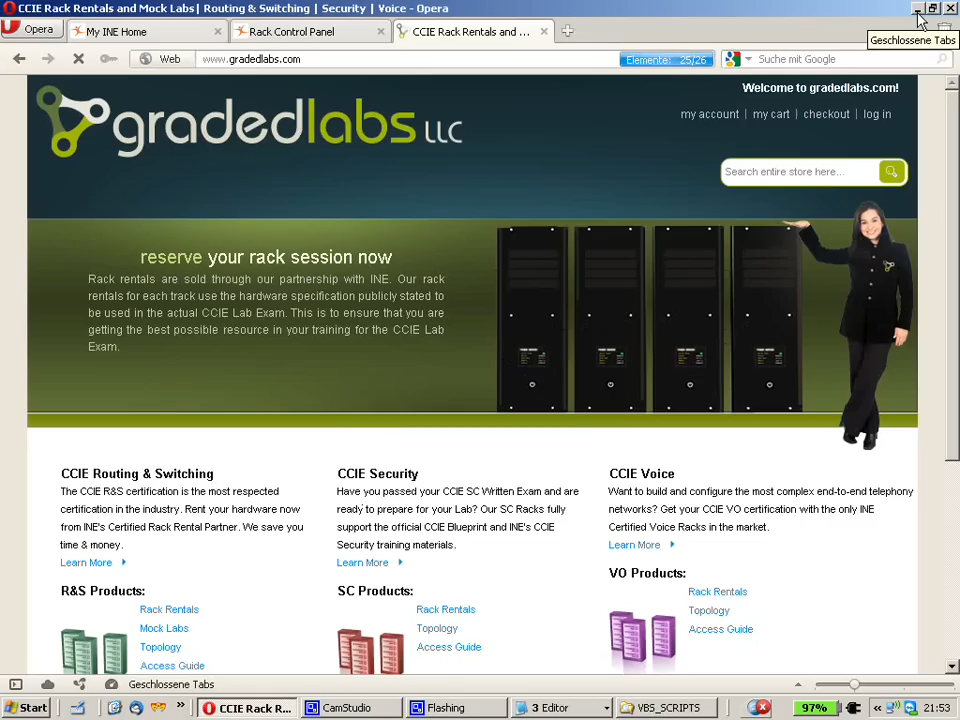 CCIE Rack Rentals and Mock Labs | Routing & Switching | Security | Voice - Opera
Opera
My INE Home
Rack Control Panel
CCIE Rack Rentals and ...
Geschlossene Tabs
Web
www.gradedlabs.com
Elemente: 25/26
Suche mit Google
gradedlabs LLC
Welcome to gradedlabs.com!
my account | my cart | checkout | log in
Search entire store here...
reserve your rack session now
Rack rentals are sold through our partnership with INE. Our rack
rentals for each track use the hardware specification publicly stated to
be used in the actual CCIE Lab Exam. This is to ensure that you are
getting the best possible resource in your training for the CCIE Lab
Exam.
CCIE Routing & Switching
The CCIE R&S certification is the most respected
certification in the industry. Rent your hardware now
from INE's Certified Rack Rental Partner. We save you
time & money.
Learn More
R&S Products:
Rack Rentals
Mock Labs
Topology
Access Guide
CCIE Security
Have you passed your CCIE SC Written Exam and are
ready to prepare for your Lab? Our SC Racks fully
support the official CCIE Blueprint and INE's CCIE
Security training materials.
Learn More
SC Products:
Rack Rentals
Topology
Access Guide
CCIE Voice
Want to build and configure the most complex end-to-end telephony
networks? Get your CCIE VO certification with the only INE
Certified Voice Racks in the market.
Learn More
VO Products:
Rack Rentals
Topology
Access Guide
Geschlossene Tabs
Start
»
CCIE Rack R...
CamStudio
Flashing
3 Editor
VBS_SCRIPTS
97%
«
21:53